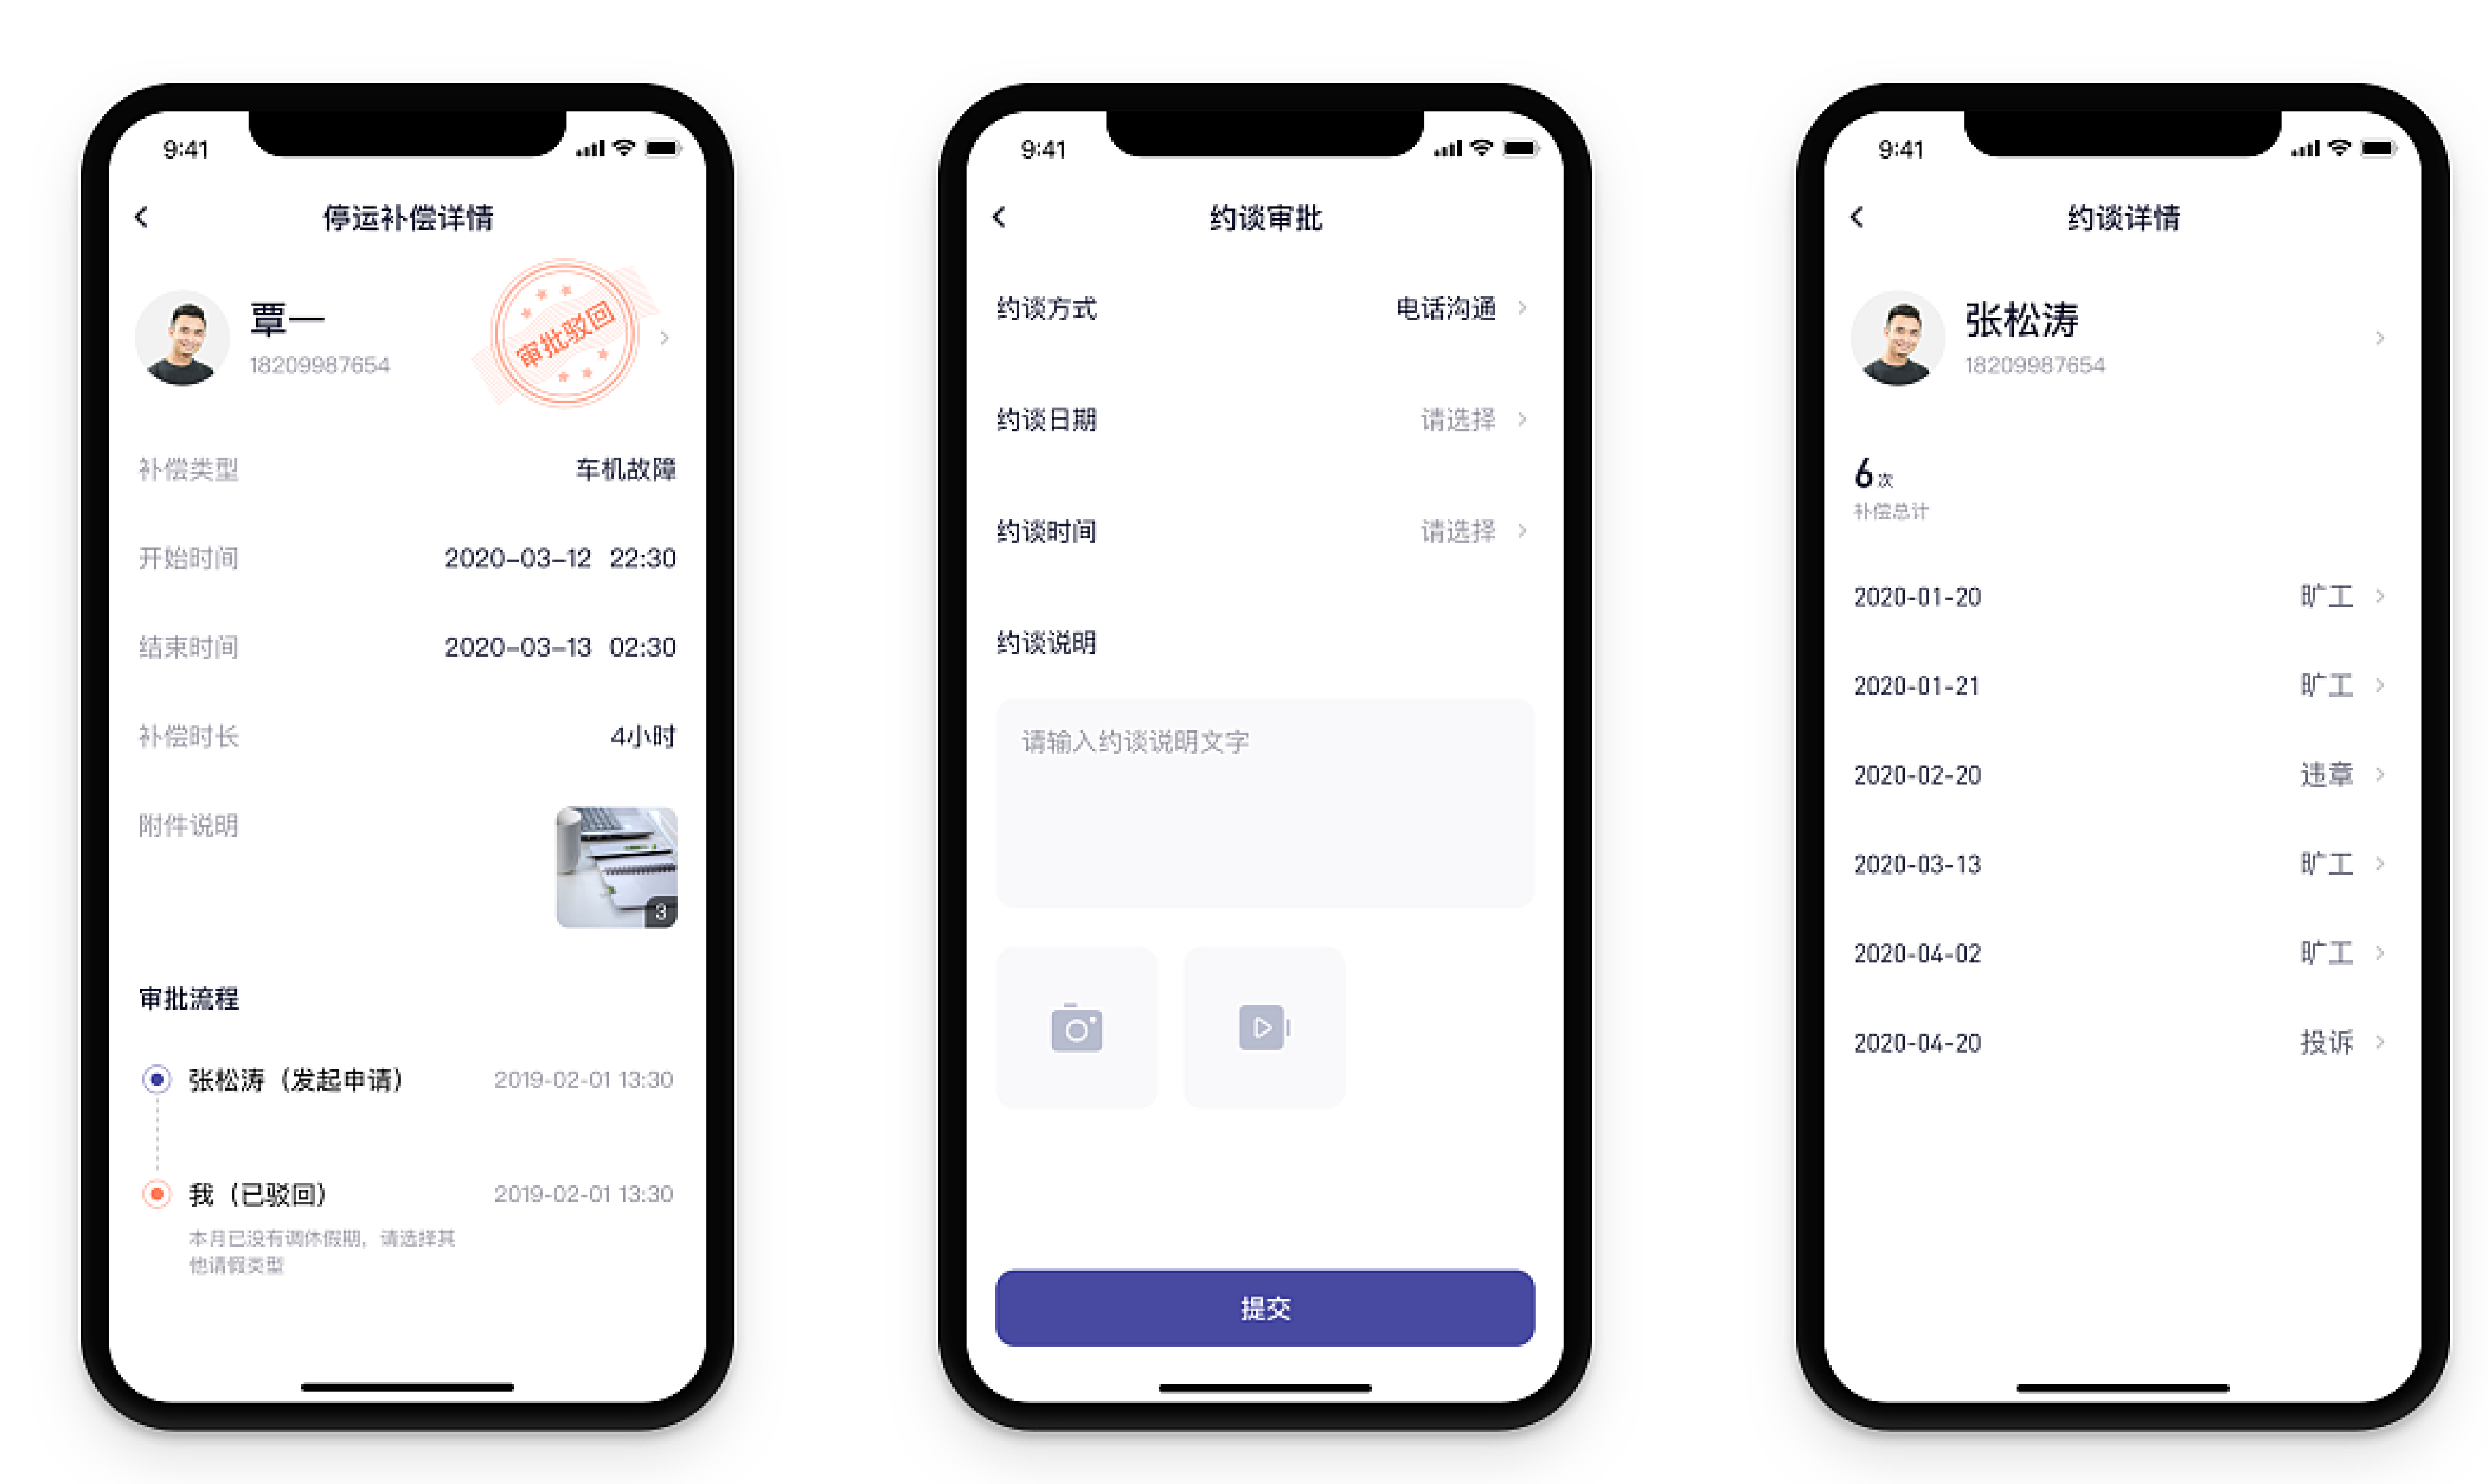 9:41
停运补偿详情
覃一
18209987654
审批驳回
补偿类型 车机故障
开始时间 2020-03-12 22:30
结束时间 2020-03-13 02:30
补偿时长 4小时
附件说明
3
审批流程
张松涛（发起申请） 2019-02-01 13:30
我（已驳回） 2019-02-01 13:30
本月已没有调休假期，请选择其
他请假类型
9:41
约谈审批
约谈方式 电话沟通
约谈日期 请选择
约谈时间 请选择
约谈说明
请输入约谈说明文字
提交
9:41
约谈详情
张松涛
18209987654
6次
补偿总计
2020-01-20 旷工
2020-01-21 旷工
2020-02-20 违章
2020-03-13 旷工
2020-04-02 旷工
2020-04-20 投诉